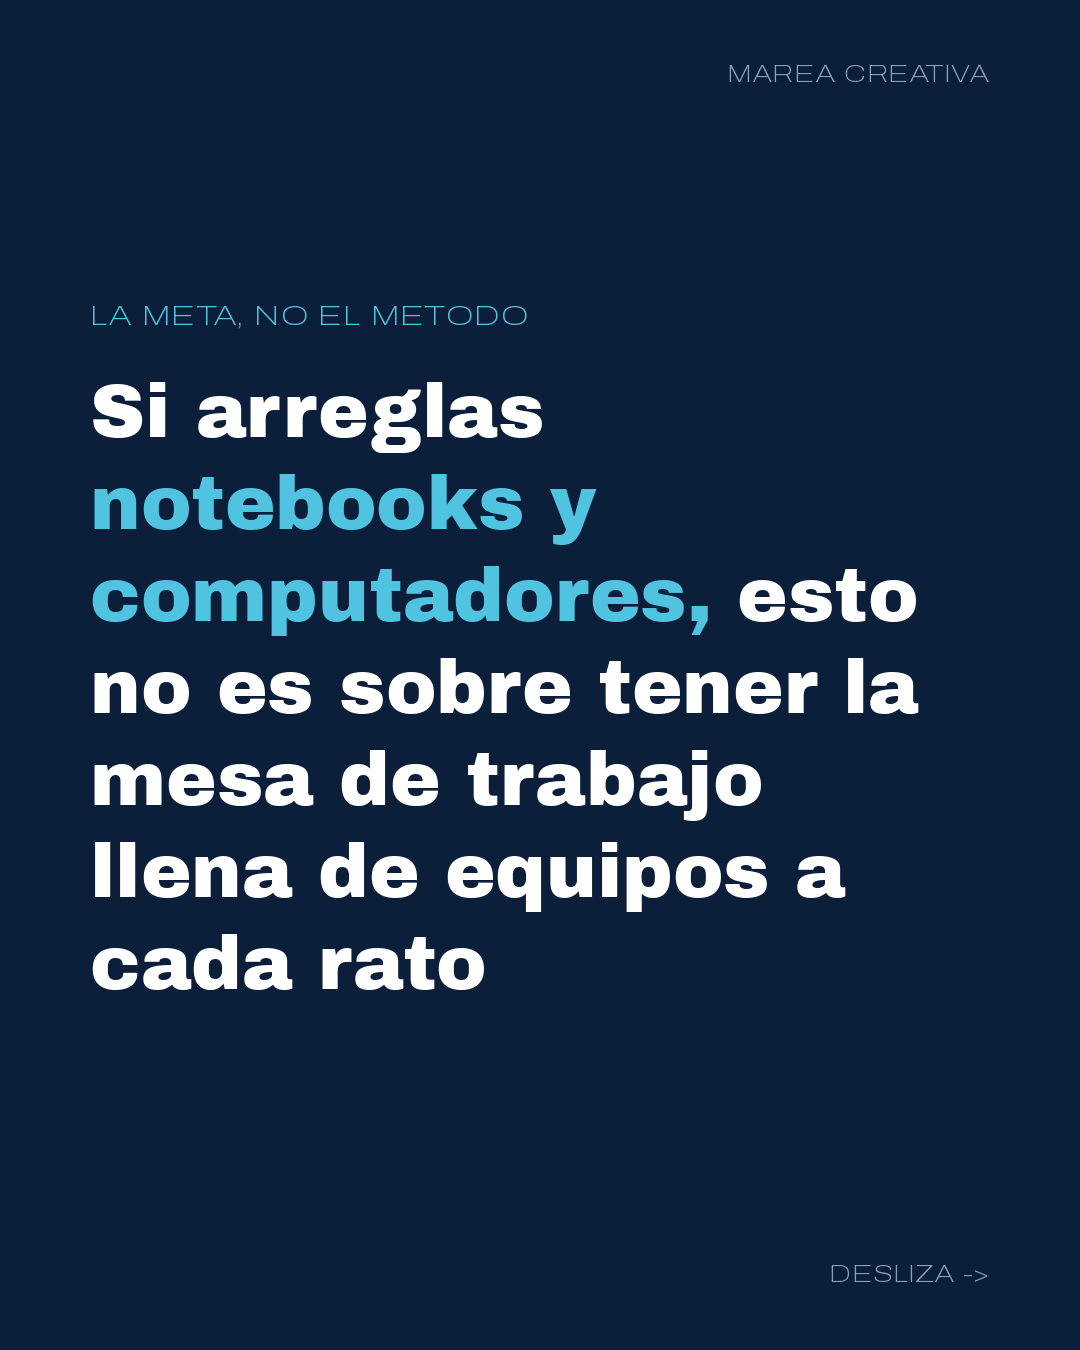 MAREA CREATIVA
LA META, NO EL METODO
Si arreglas
notebooks y
computadores, esto
no es sobre tener la
mesa de trabajo
llena de equipos a
cada rato
DESLIZA ->